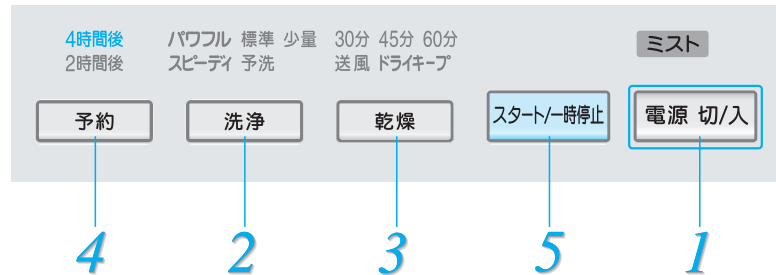 4時間後 パワフル 標準 少量 30分 45分 60分
2時間後 スピーディ 予洗 送風 ドライキープ
ミスト
予約 洗浄 乾燥 スタート/一時停止 電源 切/入
4 2 3 5 1